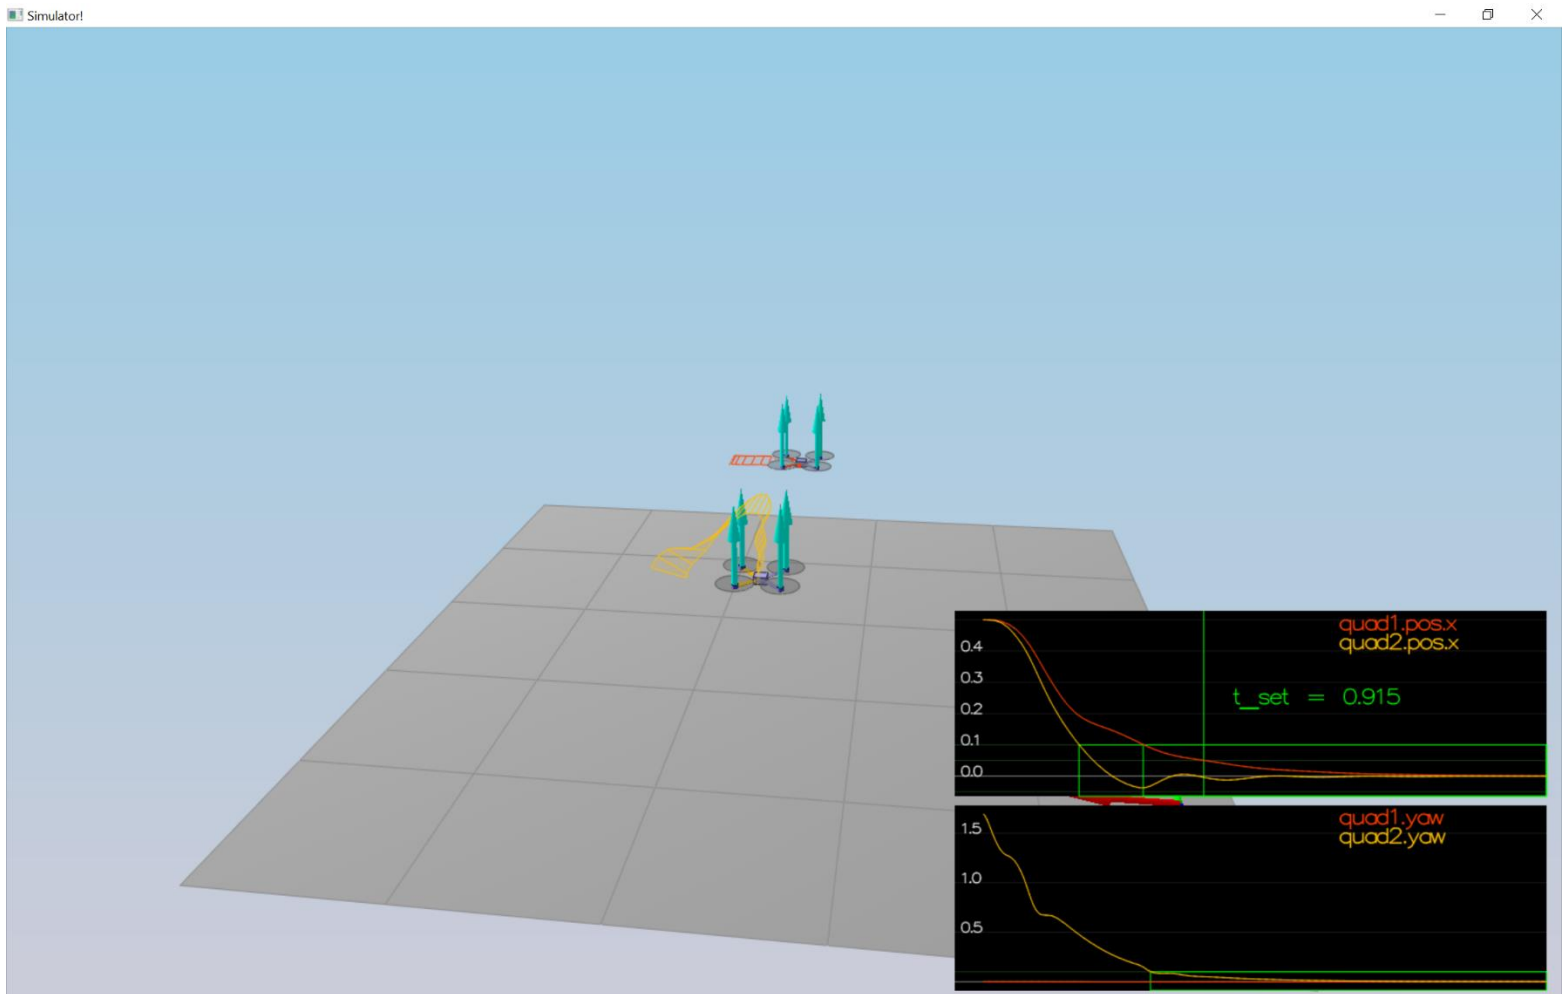 Simulator!
quad1.pos.x
quad2.pos.x
0.4
0.3
t_set = 0.915
0.2
0.1
0.0
quad1.yaw
1.5
quad2.yaw
1.0
0.5